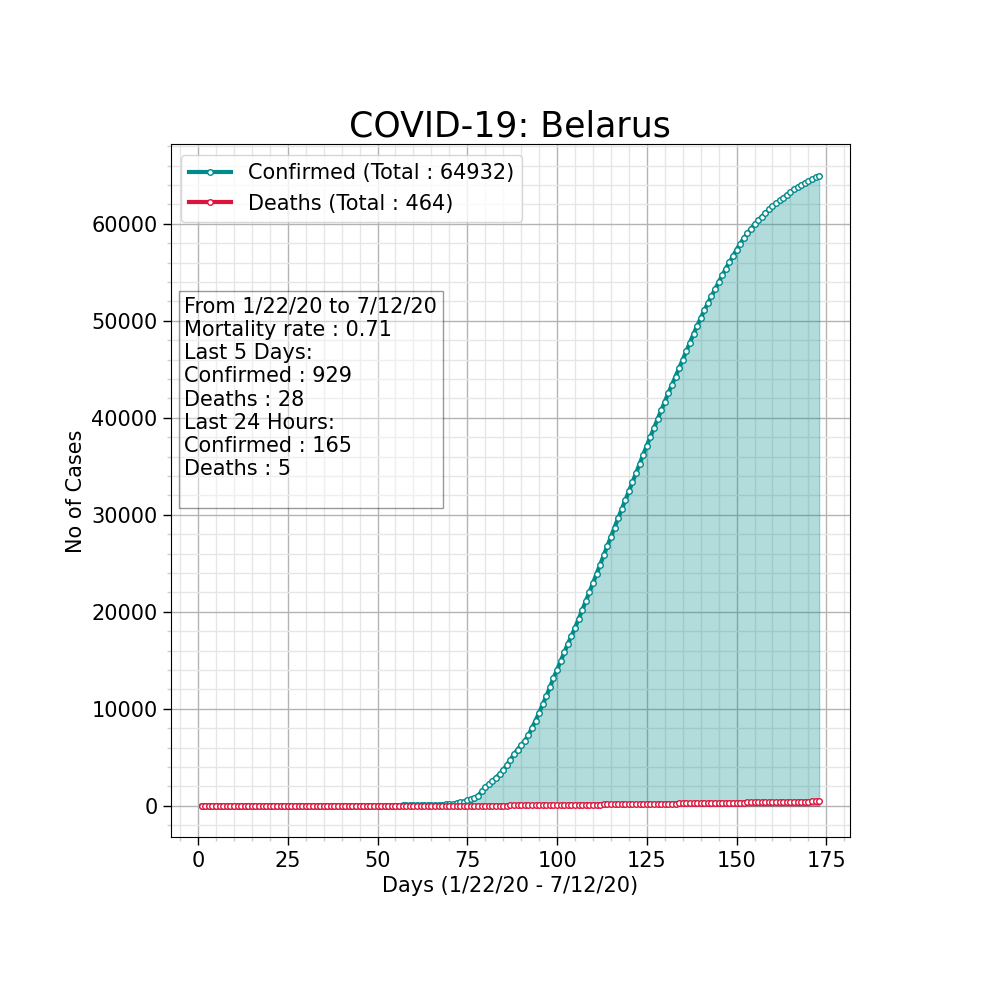 COVID-19: Belarus
Confirmed (Total : 64932)
Deaths (Total : 464)
From 1/22/20 to 7/12/20
Mortality rate : 0.71
Last 5 Days:
Confirmed : 929
Deaths : 28
Last 24 Hours:
Confirmed : 165
Deaths : 5
No of Cases
60000
50000
40000
30000
20000
10000
0
0 25 50 75 100 125 150 175
Days (1/22/20 - 7/12/20)